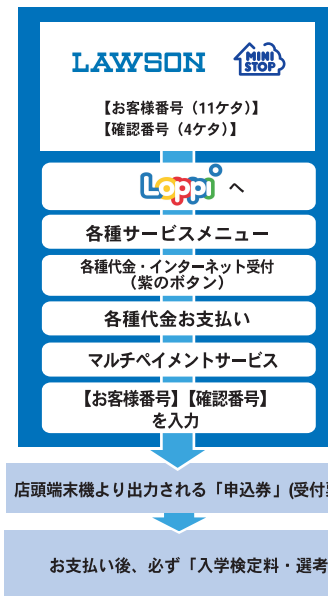 LAWSON
MINI
STOP
【お客様番号（11ケタ）】
【確認番号（4ケタ）】
Loppi へ
各種サービスメニュー
各種代金・インターネット受付
（紫のボタン）
各種代金お支払い
マルチペイメントサービス
【お客様番号】【確認番号】
を入力
店頭端末機より出力される「申込券」(受付票
お支払い後、必ず「入学検定料・選考